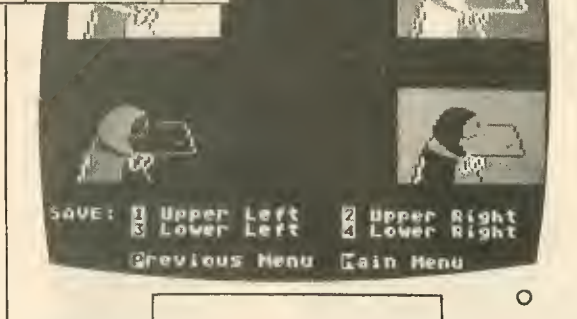 SAVE: 1 Upper Left 2 Upper Right
3 Lower Left 4 Lower Right
Previous Menu Main Menu